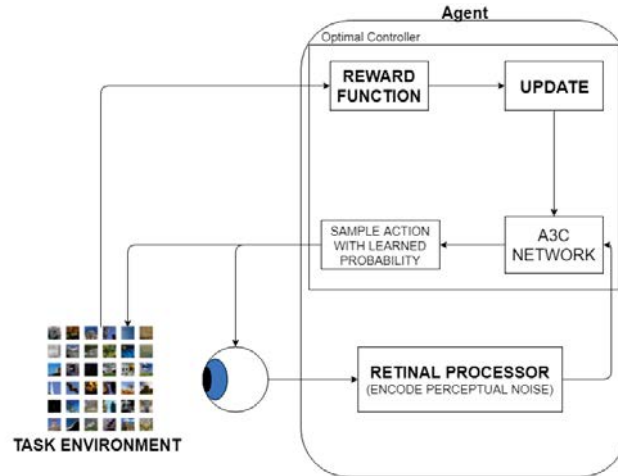 Agent
Optimal Controller
REWARD
FUNCTION
UPDATE
SAMPLE ACTION
WITH LEARNED
PROBABILITY
A3C
NETWORK
RETINAL PROCESSOR
(ENCODE PERCEPTUAL NOISE)
TASK ENVIRONMENT